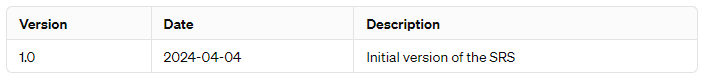 Version Date Description
1.0 2024-04-04 Initial version of the SRS